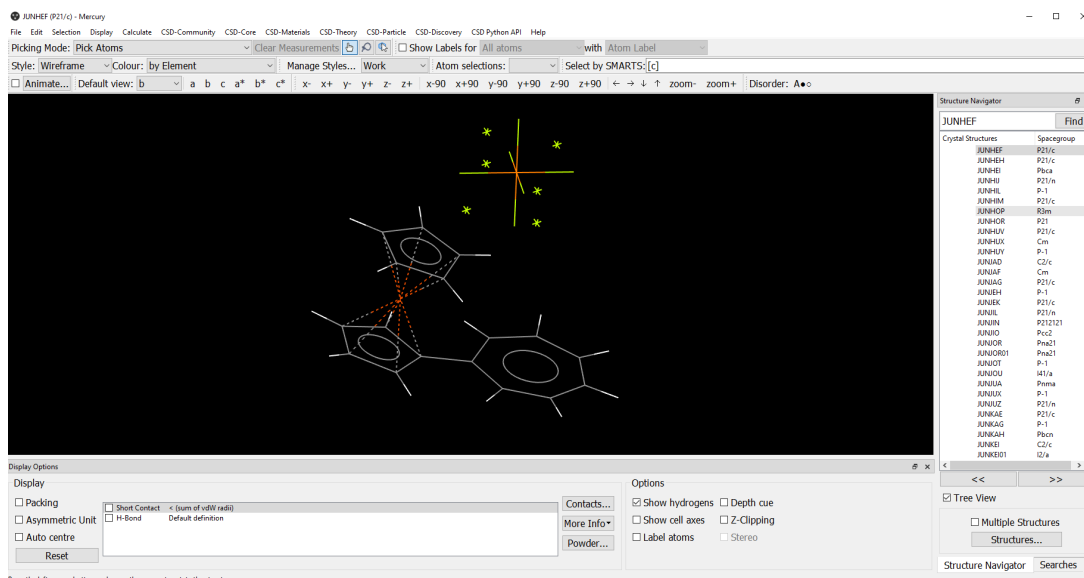 JUNHEF (P21/c) - Mercury
File Edit Selection Display Calculate CSD-Community CSD-Core CSD-Materials CSD-Theory CSD-Particle CSD-Discovery CSD Python API Help
Picking Mode: Pick Atoms Clear Measurements Show Labels for All atoms with Atom Label
Style: Wireframe Colour: by Element Manage Styles... Work Atom selections: Select by SMARTS: [c]
Animate... Default view: b a b c a* b* c* x- x+ y- y+ z- z+ x-90 x+90 y-90 y+90 z-90 z+90 ← → ↓ ↑ zoom- zoom+ Disorder: A●○
Structure Navigator
JUNHEF Find
Crystal Structures Spacegroup
JUNHEF P21/c
JUNHEH P21/c
JUNHEI Pbca
JUNHIJ P21/n
JUNHIL P-1
JUNHIM P21/c
JUNHOP R3m
JUNHOR P21
JUNHUV P21/c
JUNHUX Cm
JUNHUY P-1
JUNJAD C2/c
JUNJAF Cm
JUNJAG P21/c
JUNJEH P-1
JUNJEK P21/c
JUNJIL P21/n
JUNJIN P212121
JUNJIO Pcc2
JUNJOR Pna21
JUNJOR01 Pna21
JUNJOT P-1
JUNJOU I41/a
JUNJUA Pnma
JUNJUX P-1
JUNJUZ P21/n
JUNKAE P21/c
JUNKAG P-1
JUNKAH Pbcn
JUNKEI C2/c
JUNKEI01 I2/a
<< >>
Tree View
Multiple Structures
Structures...
Structure Navigator Searches
Display Options
Display
Packing
Asymmetric Unit
Auto centre
Reset
Short Contact < (sum of vdW radii)
H-Bond Default definition
Contacts...
More Info
Powder...
Options
Show hydrogens Depth cue
Show cell axes Z-Clipping
Label atoms Stereo